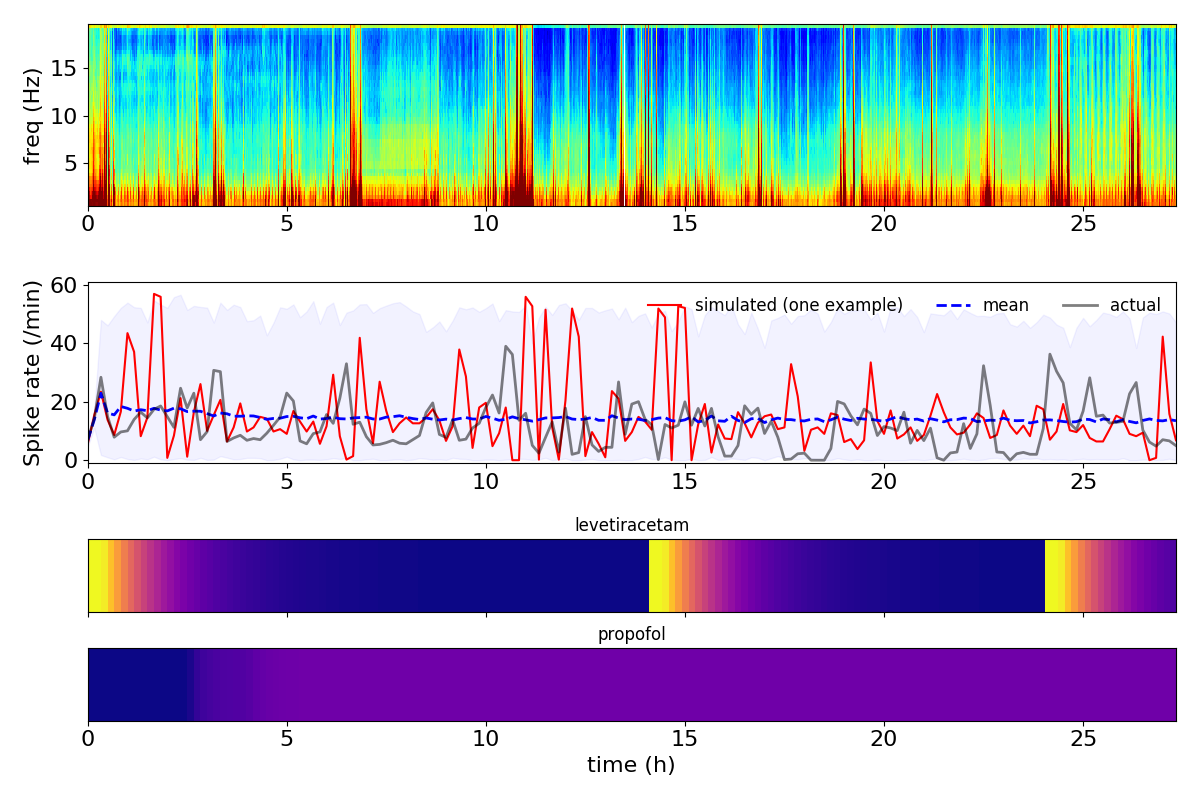 freq (Hz)
15
10
5
0 5 10 15 20 25
Spike rate (/min)
60
40
20
0
simulated (one example) mean actual
0 5 10 15 20 25
levetiracetam
propofol
0 5 10 15 20 25
time (h)